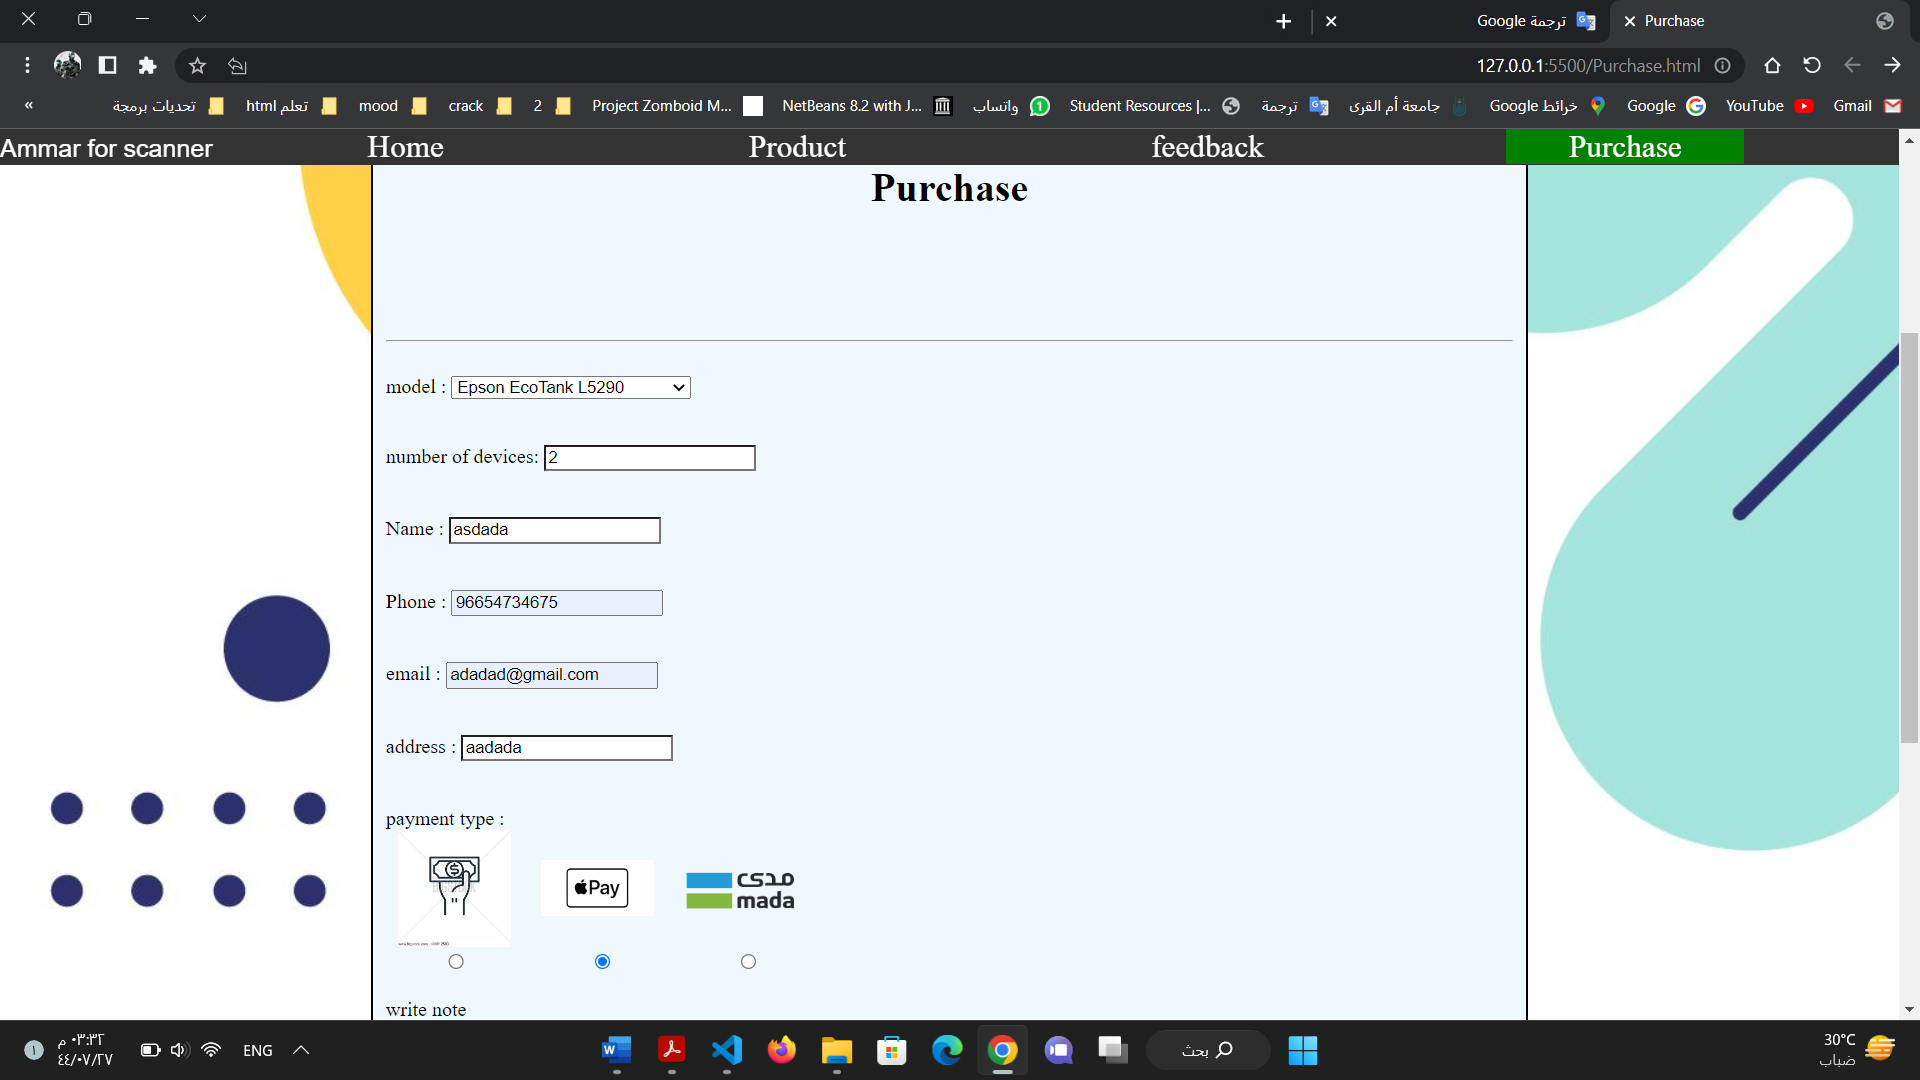 ترجمة Google
Purchase
127.0.0.1:5500/Purchase.html
«
تحديات برمجة
تعلم html
mood
crack
2
Project Zomboid M...
NetBeans 8.2 with J...
واتساب
Student Resources |...
ترجمة
جامعة أم القرى
خرائط Google
Google
YouTube
Gmail
Ammar for scanner
Home
Product
feedback
Purchase
Purchase
model : Epson EcoTank L5290
number of devices: 2
Name : asdada
Phone : 96654734675
email : adadad@gmail.com
address : aadada
payment type :
Pay
مدى
mada
write note
١
٠٣:٣٢ م
٤٤/٠٧/٢٧
ENG
بحث
30°C
ضباب